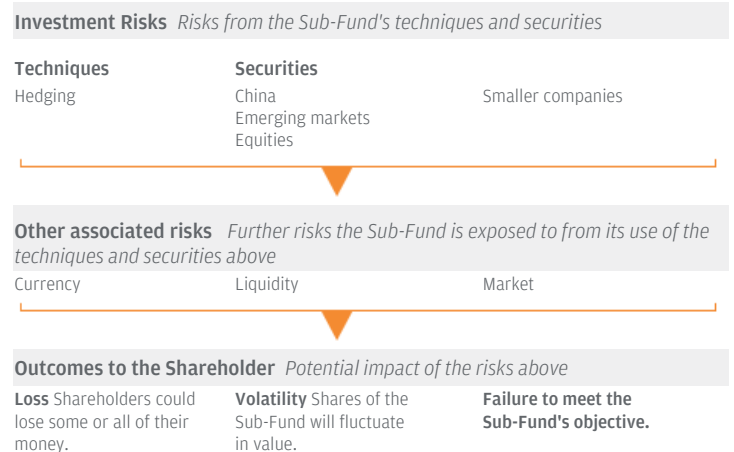 Investment Risks Risks from the Sub-Fund's techniques and securities
Techniques Securities
Hedging China Smaller companies
Emerging markets
Equities
Other associated risks Further risks the Sub-Fund is exposed to from its use of the
techniques and securities above
Currency Liquidity Market
Outcomes to the Shareholder Potential impact of the risks above
Loss Shareholders could
lose some or all of their
money.
Volatility Shares of the
Sub-Fund will fluctuate
in value.
Failure to meet the
Sub-Fund's objective.